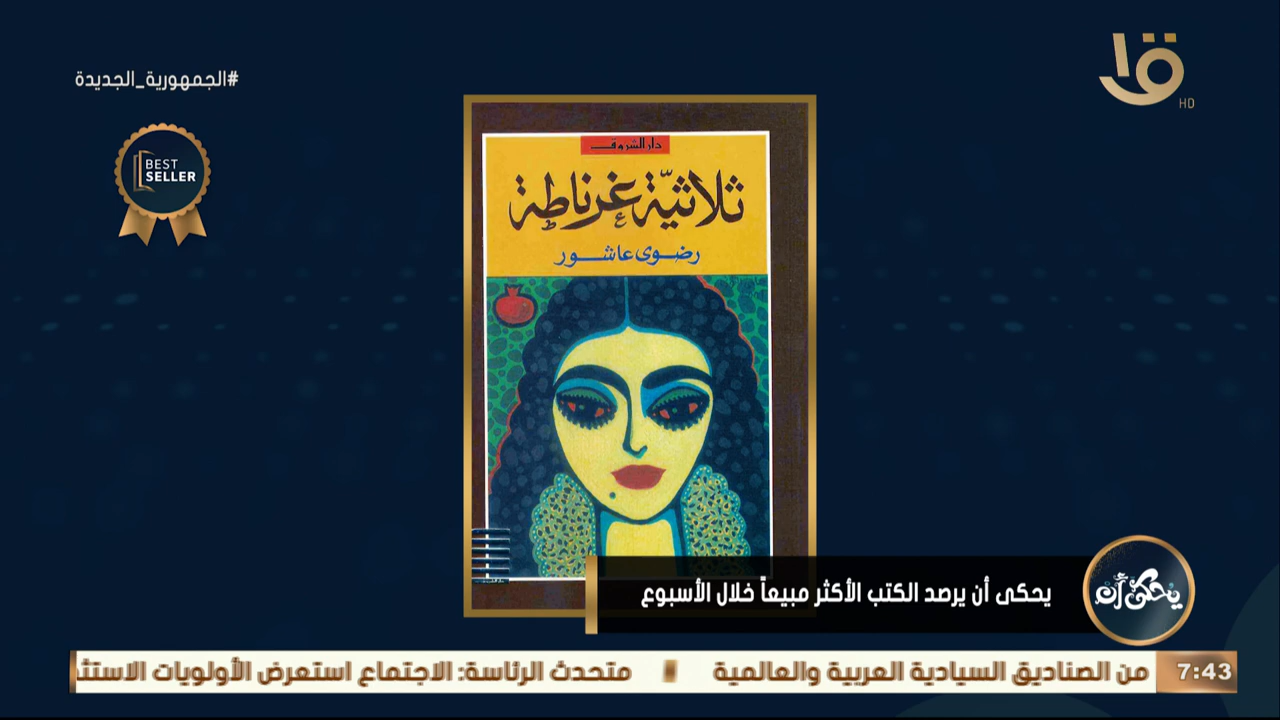 #الجمهورية_الجديدة
HD
BEST
SELLER
دار الشروق
ثلاثية غرناطة
رضوى عاشور
يحكى أن يرصد الكتب الأكثر مبيعاً خلال الأسبوع
يحكى أن
7:43
من الصناديق السيادية العربية والعالمية
متحدث الرئاسة: الاجتماع استعرض الأولويات الاستث